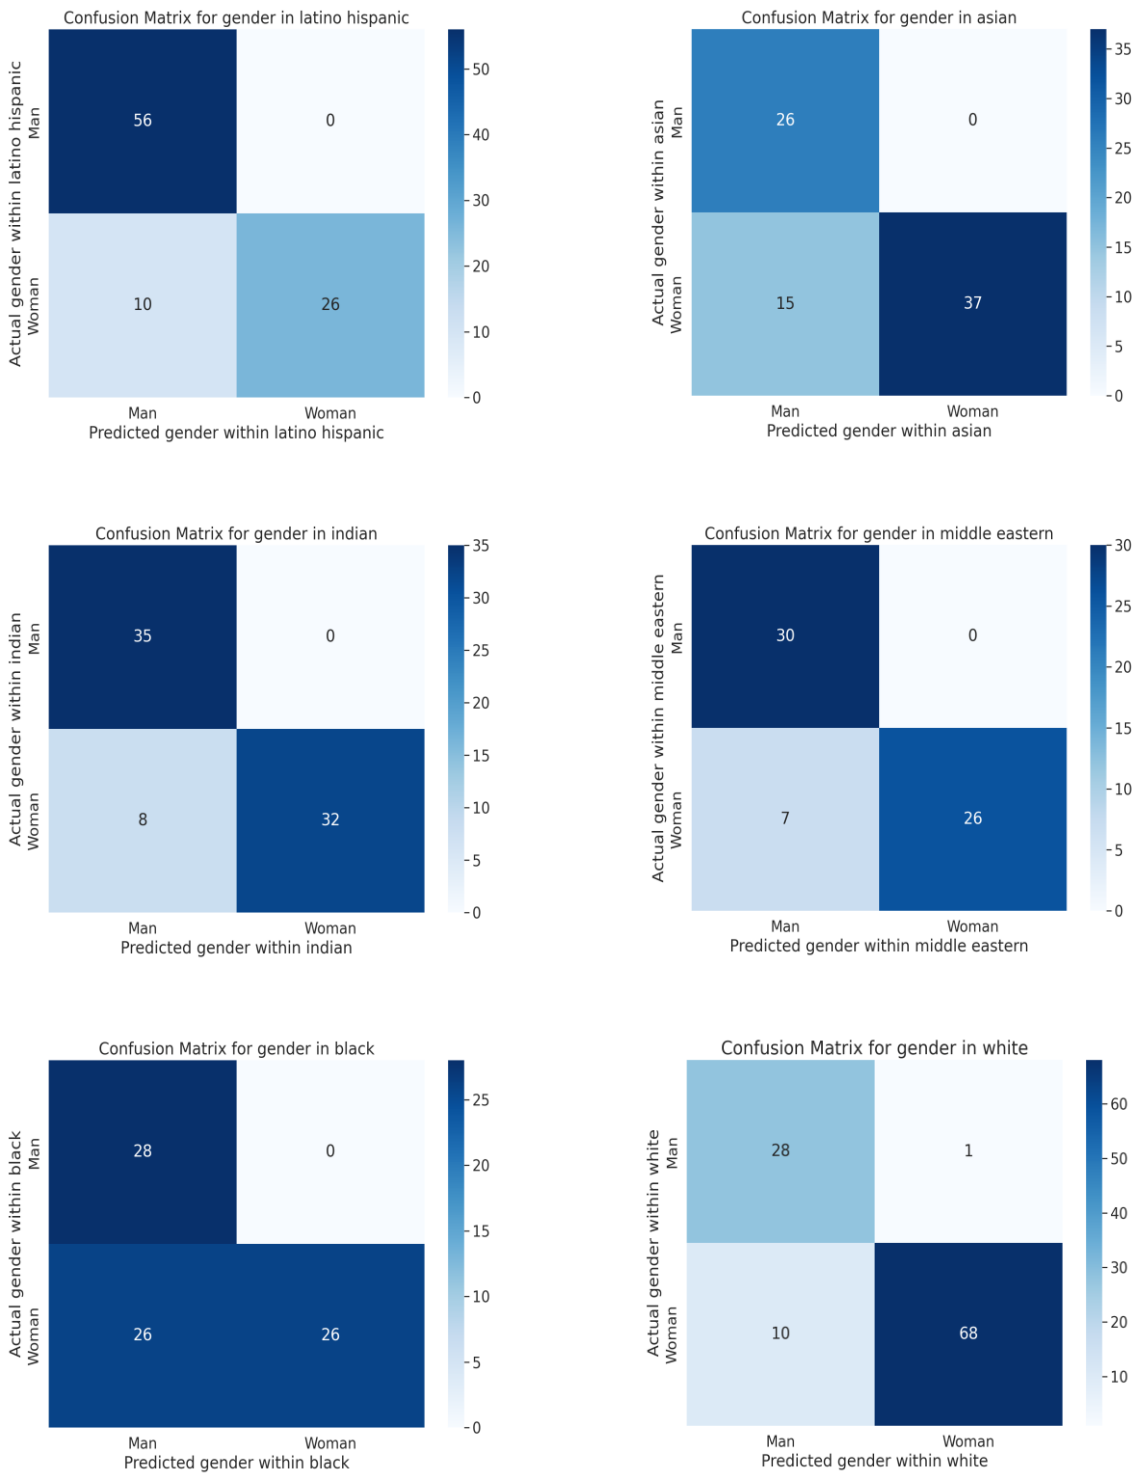 Confusion Matrix for gender in latino hispanic
Actual gender within latino hispanic
Man
Woman
56
0
10
26
Man
Woman
Predicted gender within latino hispanic
50
40
30
20
10
0
Confusion Matrix for gender in asian
Actual gender within asian
Man
Woman
26
0
15
37
Man
Woman
Predicted gender within asian
35
30
25
20
15
10
5
0
Confusion Matrix for gender in indian
Actual gender within indian
Man
Woman
35
0
8
32
Man
Woman
Predicted gender within indian
35
30
25
20
15
10
5
0
Confusion Matrix for gender in middle eastern
Actual gender within middle eastern
Man
Woman
30
0
7
26
Man
Woman
Predicted gender within middle eastern
30
25
20
15
10
5
0
Confusion Matrix for gender in black
Actual gender within black
Man
Woman
28
0
26
26
Man
Woman
Predicted gender within black
25
20
15
10
5
0
Confusion Matrix for gender in white
Actual gender within white
Man
Woman
28
1
10
68
Man
Woman
Predicted gender within white
60
50
40
30
20
10